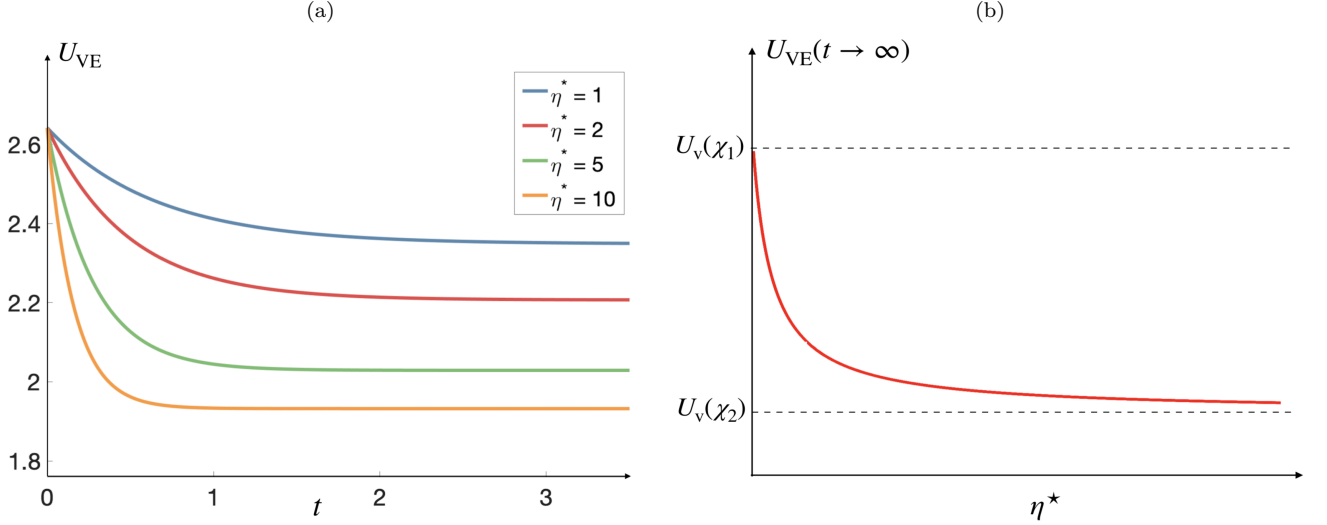 (a)
U_VE
η* = 1
η* = 2
η* = 5
η* = 10
2.6
2.4
2.2
2
1.8
0
1
2
3
t
(b)
U_VE(t → ∞)
U_v(χ_1)
U_v(χ_2)
η*